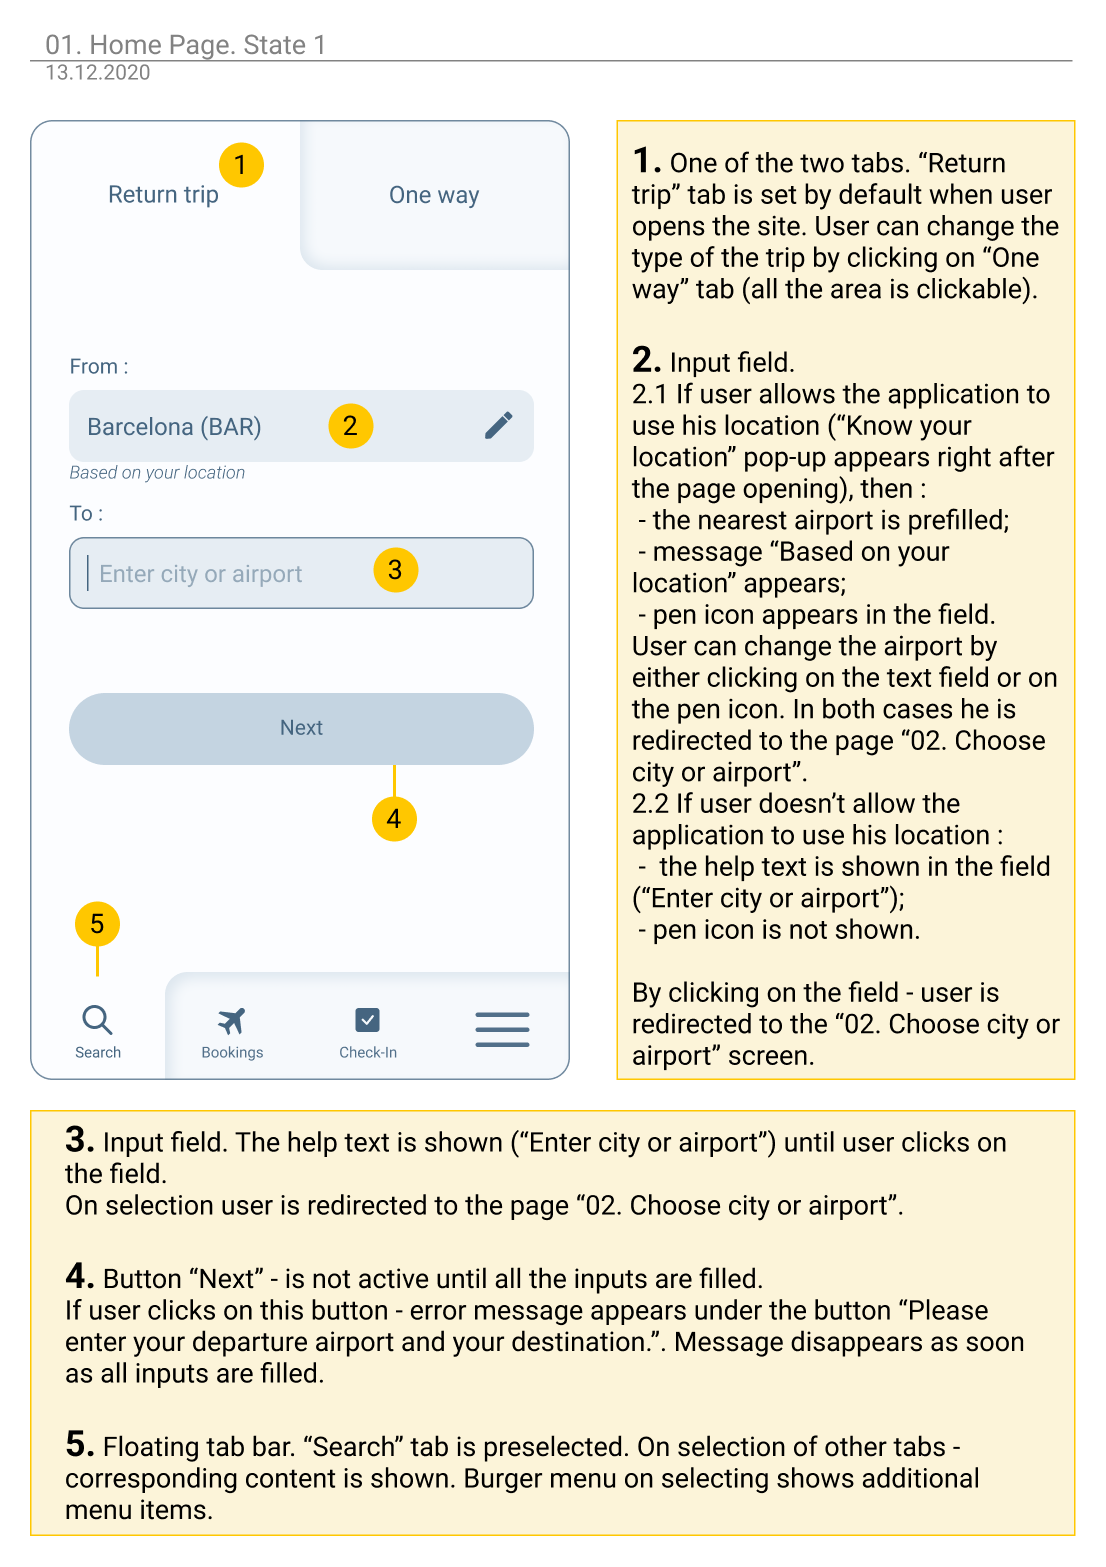 01. Home Page. State 1
13.12.2020
1
Return trip
One way
From :
Barcelona (BAR)
2
Based on your location
To :
Enter city or airport
3
Next
4
5
Search
Bookings
Check-In
1. One of the two tabs. “Return
trip” tab is set by default when user
opens the site. User can change the
type of the trip by clicking on “One
way” tab (all the area is clickable).
2. Input field.
2.1 If user allows the application to
use his location (“Know your
location” pop-up appears right after
the page opening), then :
- the nearest airport is prefilled;
- message “Based on your
location” appears;
- pen icon appears in the field.
User can change the airport by
either clicking on the text field or on
the pen icon. In both cases he is
redirected to the page “02. Choose
city or airport”.
2.2 If user doesn’t allow the
application to use his location :
- the help text is shown in the field
(“Enter city or airport”);
- pen icon is not shown.
By clicking on the field - user is
redirected to the “02. Choose city or
airport” screen.
3. Input field. The help text is shown (“Enter city or airport”) until user clicks on
the field.
On selection user is redirected to the page “02. Choose city or airport”.
4. Button “Next” - is not active until all the inputs are filled.
If user clicks on this button - error message appears under the button “Please
enter your departure airport and your destination.”. Message disappears as soon
as all inputs are filled.
5. Floating tab bar. “Search” tab is preselected. On selection of other tabs -
corresponding content is shown. Burger menu on selecting shows additional
menu items.